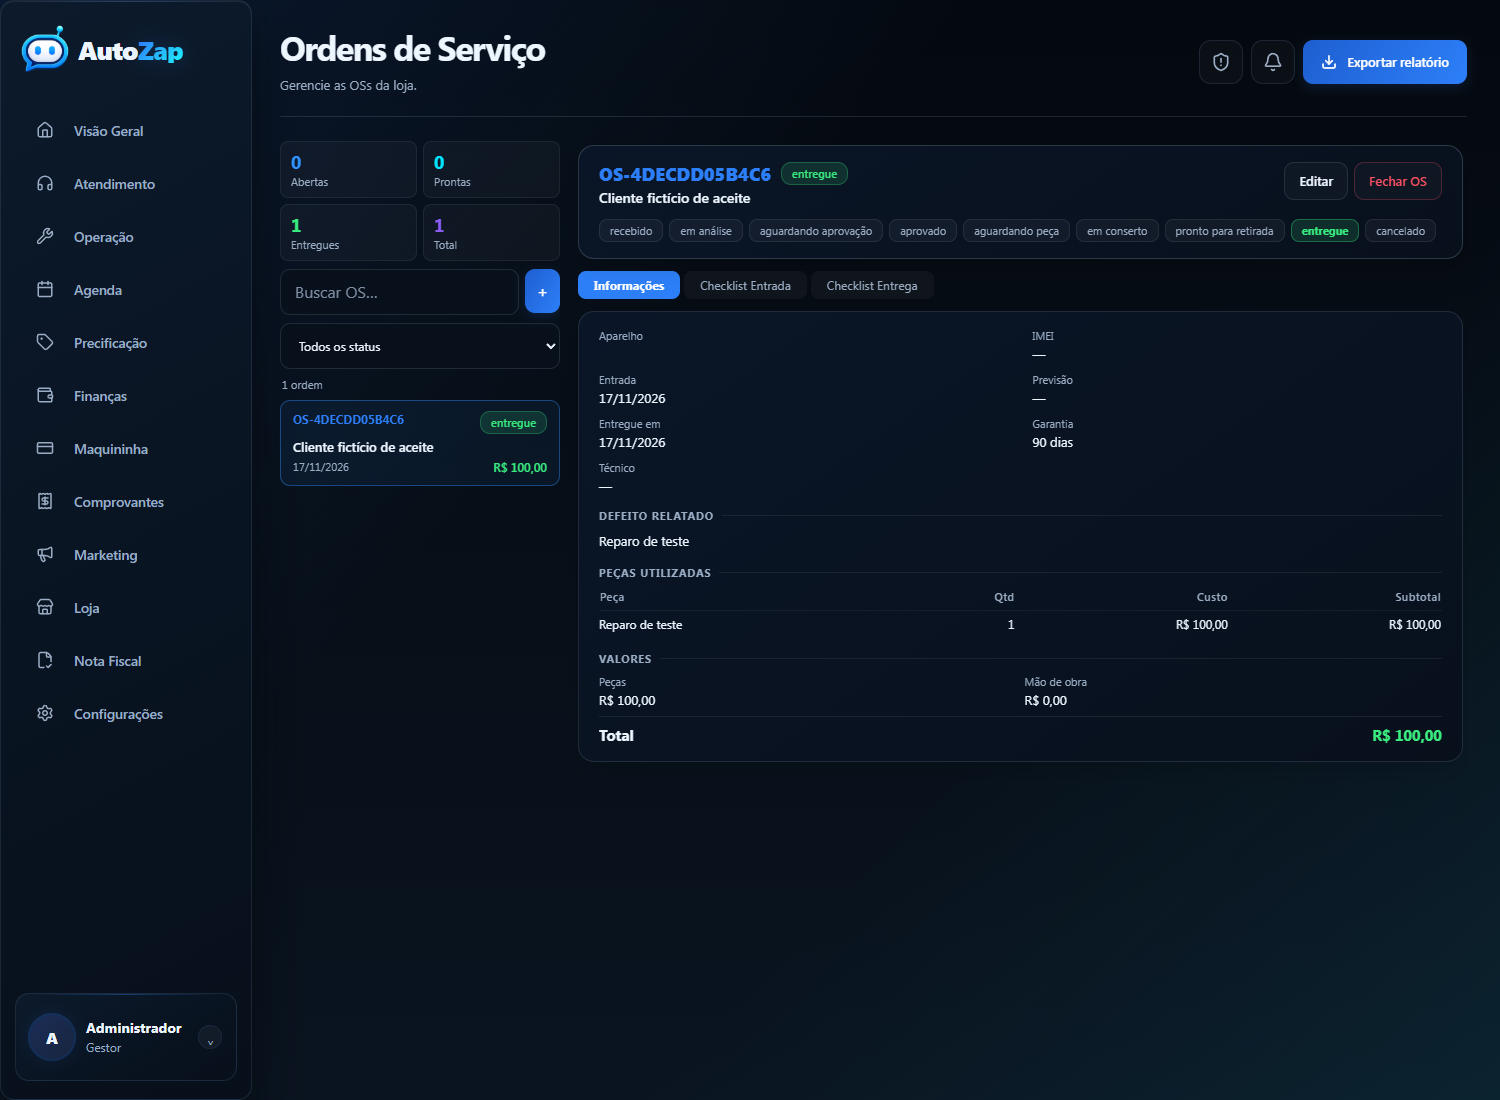 AutoZap
Visão Geral
Atendimento
Operação
Agenda
Precificação
Finanças
Maquininha
Comprovantes
Marketing
Loja
Nota Fiscal
Configurações
A
Administrador
Gestor
Ordens de Serviço
Gerencie as OSs da loja.
Exportar relatório
0
Abertas
0
Prontas
1
Entregues
1
Total
Buscar OS...
+
Todos os status
1 ordem
OS-4DECDD05B4C6 entregue
Cliente fictício de aceite
17/11/2026 R$ 100,00
OS-4DECDD05B4C6 entregue
Cliente fictício de aceite
Editar Fechar OS
recebido em análise aguardando aprovação aprovado aguardando peça em conserto pronto para retirada entregue cancelado
Informações Checklist Entrada Checklist Entrega
Aparelho IMEI
—
Entrada Previsão
17/11/2026 —
Entregue em Garantia
17/11/2026 90 dias
Técnico
—
DEFEITO RELATADO
Reparo de teste
PEÇAS UTILIZADAS
Peça Qtd Custo Subtotal
Reparo de teste 1 R$ 100,00 R$ 100,00
VALORES
Peças Mão de obra
R$ 100,00 R$ 0,00
Total R$ 100,00